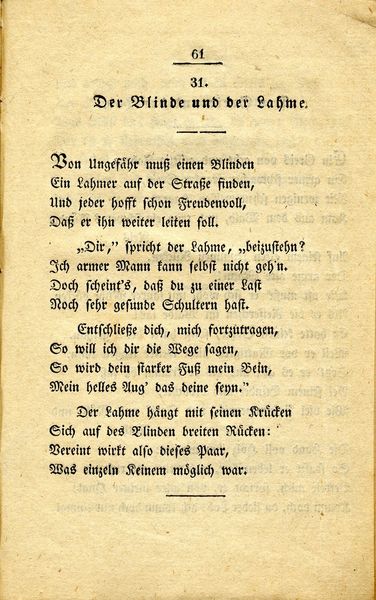 61
31.
Der Blinde und der Lahme.
Von Ungefähr muß einen Blinden
Ein Lahmer auf der Straße finden,
Und jeder hofft schon Freudenvoll,
Daß er ihn weiter leiten soll.
„Dir,” spricht der Lahme, „beizustehn?
Ich armer Mann kann selbst nicht geh'n.
Doch scheint's, daß du zu einer Last
Noch sehr gesunde Schultern hast.
Entschließe dich, mich fortzutragen,
So will ich dir die Wege sagen,
So wird dein starker Fuß mein Bein,
Mein helles Aug' das deine seyn.”
Der Lahme hängt mit seinen Krücken
Sich auf des Blinden breiten Rücken:
Vereint wirkt also dieses Paar,
Was einzeln Keinem möglich war.